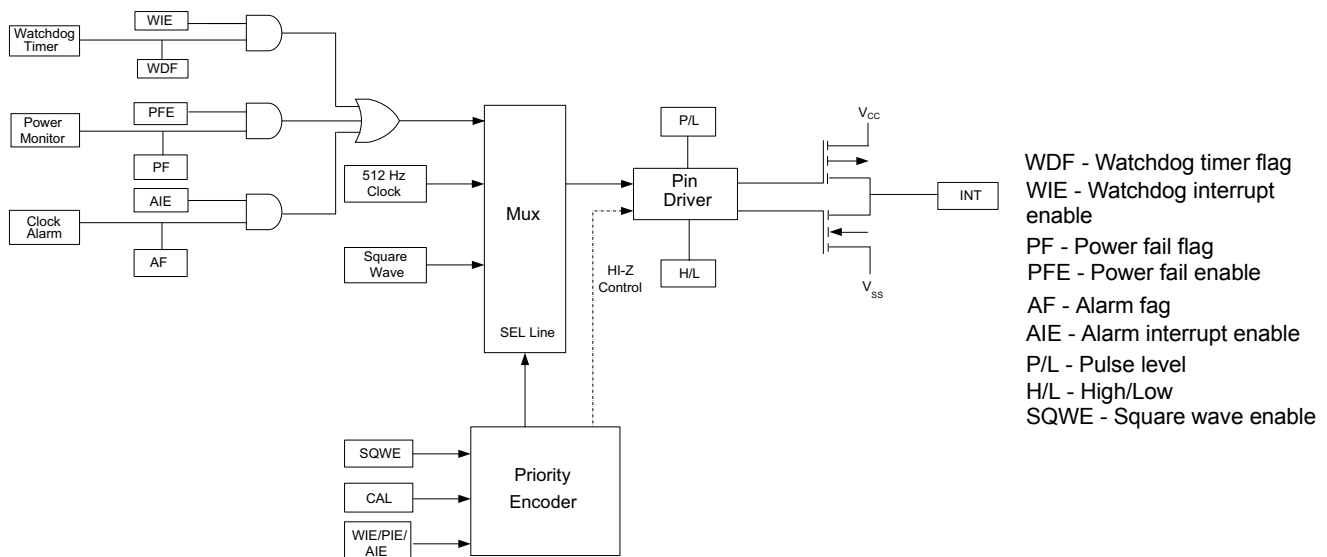 WIE
Watchdog
Timer
WDF
PFE
Power
Monitor
PF
AIE
Clock
Alarm
AF
512 Hz
Clock
Square
Wave
Mux
SEL Line
SQWE
CAL
WIE/PIE/
AIE
Priority
Encoder
HI-Z
Control
P/L
Pin
Driver
H/L
VCC
VSS
INT
WDF - Watchdog timer flag
WIE - Watchdog interrupt
enable
PF - Power fail flag
PFE - Power fail enable
AF - Alarm fag
AIE - Alarm interrupt enable
P/L - Pulse level
H/L - High/Low
SQWE - Square wave enable